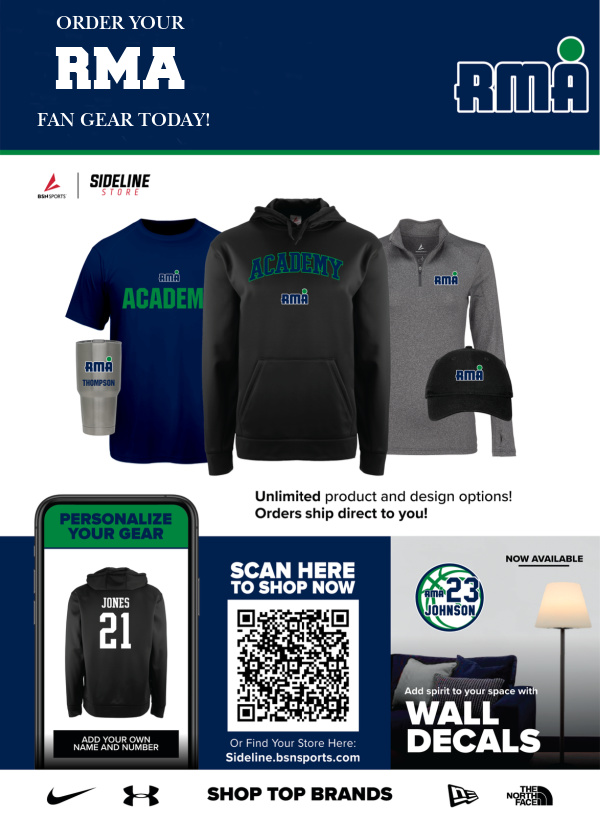 ORDER YOUR
RMA
FAN GEAR TODAY!
RMA
BSN SPORTS
SIDELINE
STORE
RMA
ACADEM
ACADEMY
RMA
RMA
RMA
THOMPSON
RMA
Unlimited product and design options!
Orders ship direct to you!
PERSONALIZE
YOUR GEAR
JONES
21
ADD YOUR OWN
NAME AND NUMBER
SCAN HERE
TO SHOP NOW
Or Find Your Store Here:
Sideline.bsnsports.com
NOW AVAILABLE
RMA 23
JOHNSON
Add spirit to your space with
WALL
DECALS
SHOP TOP BRANDS
THE
NORTH
FACE